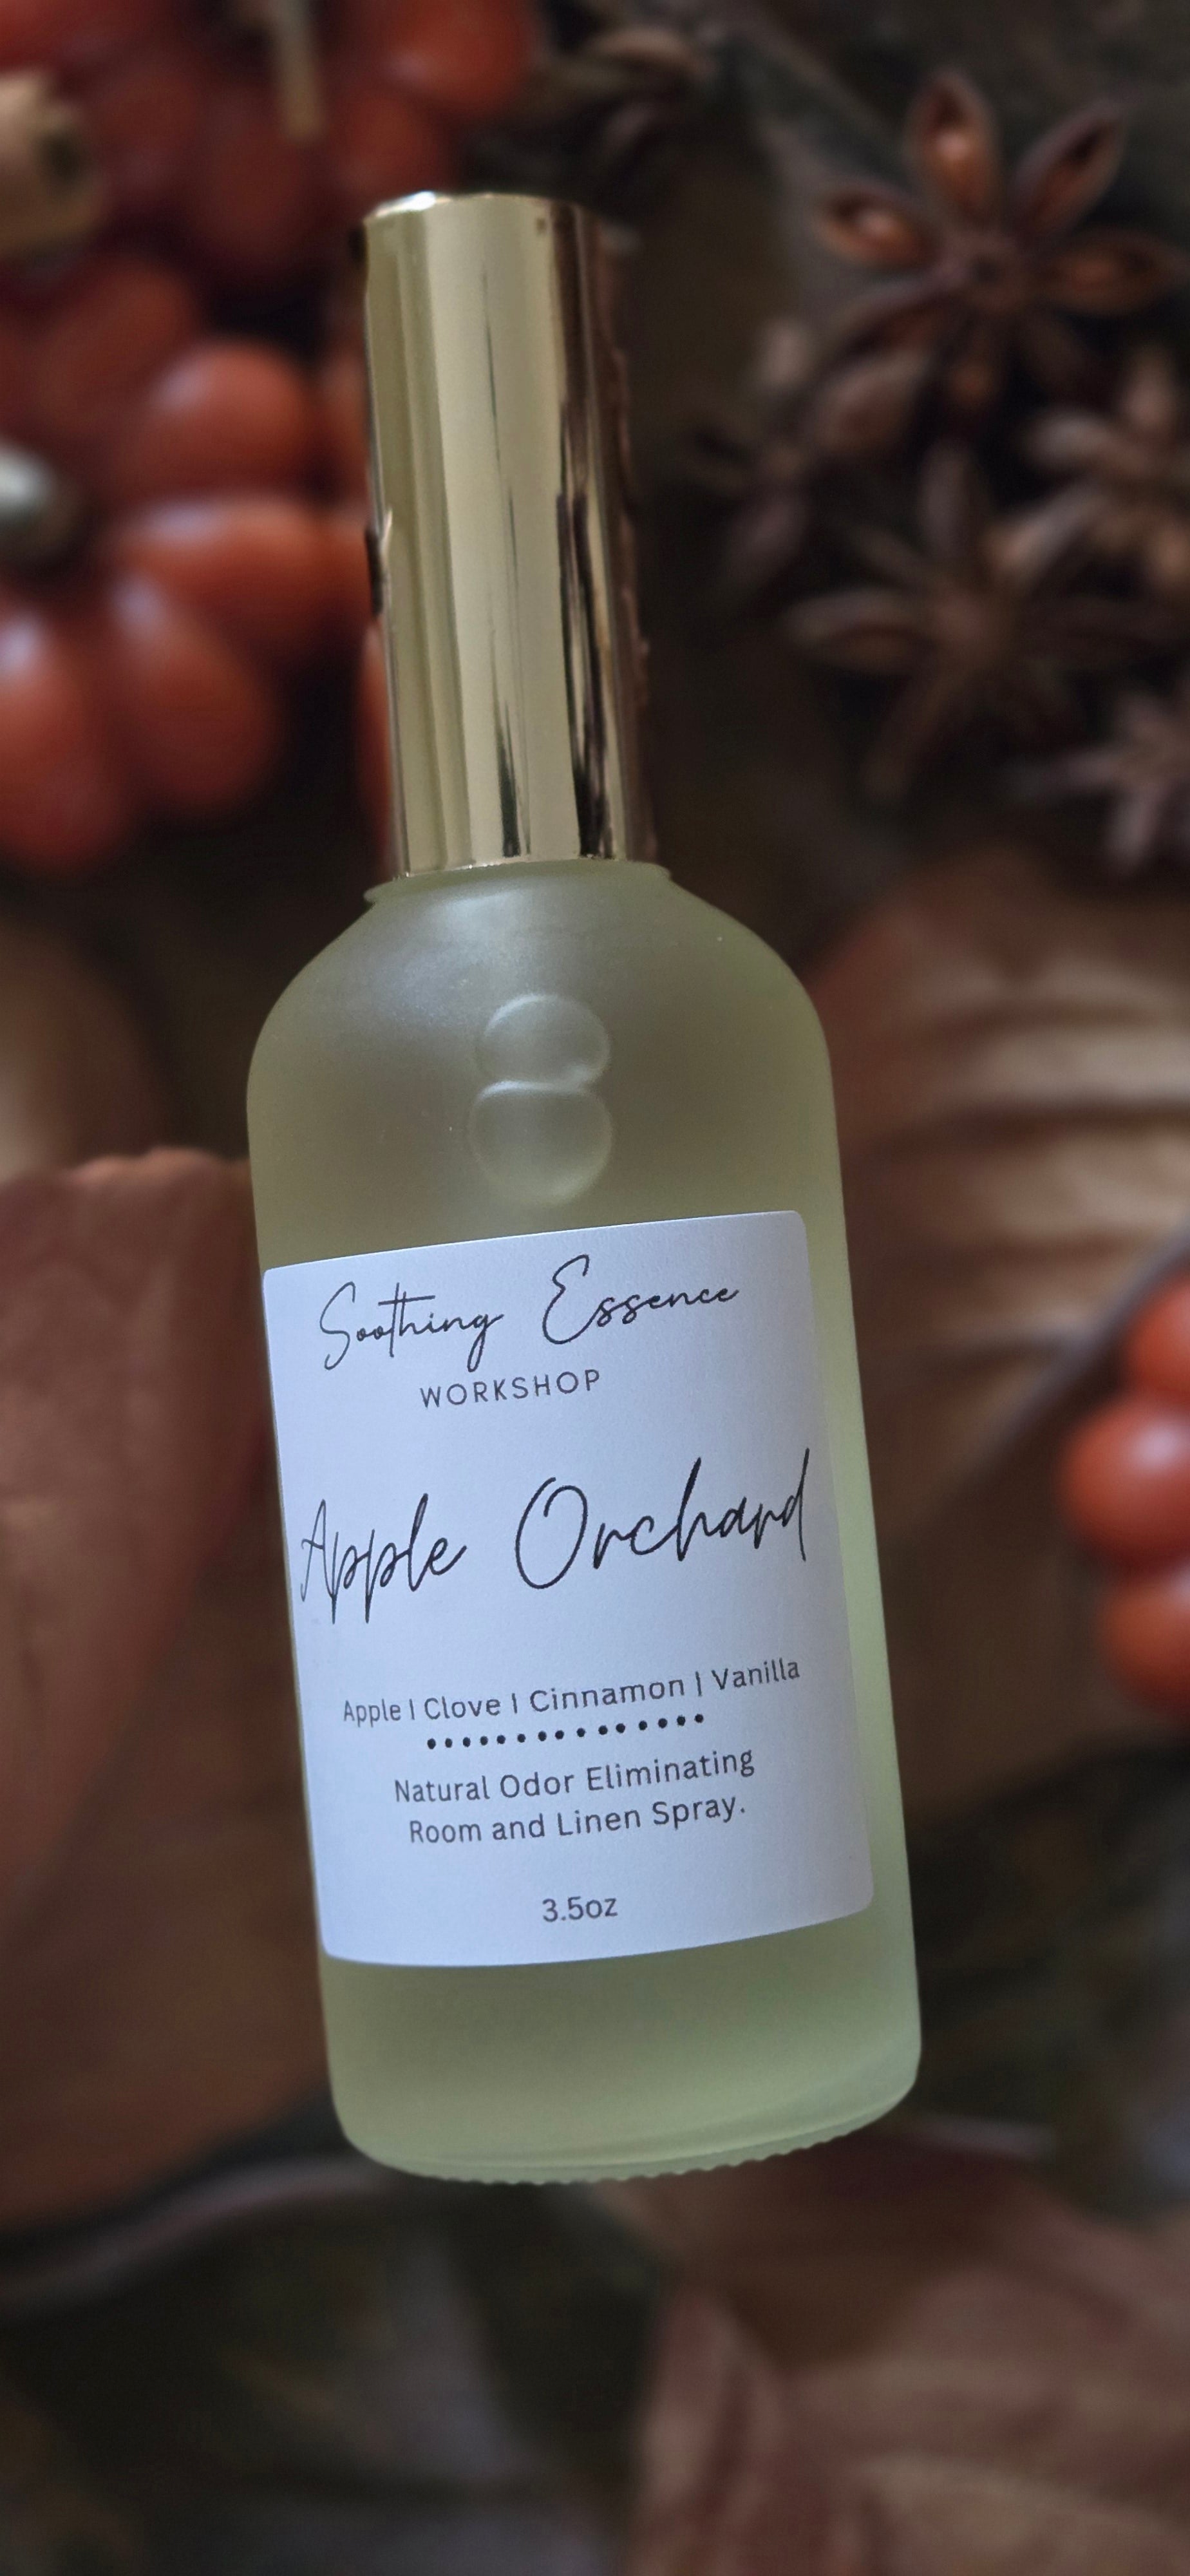 Soothing Essence
WORKSHOP
Apple Orchard
Apple | Clove | Cinnamon | Vanilla
Natural Odor Eliminating
Room and Linen Spray.
3.5oz